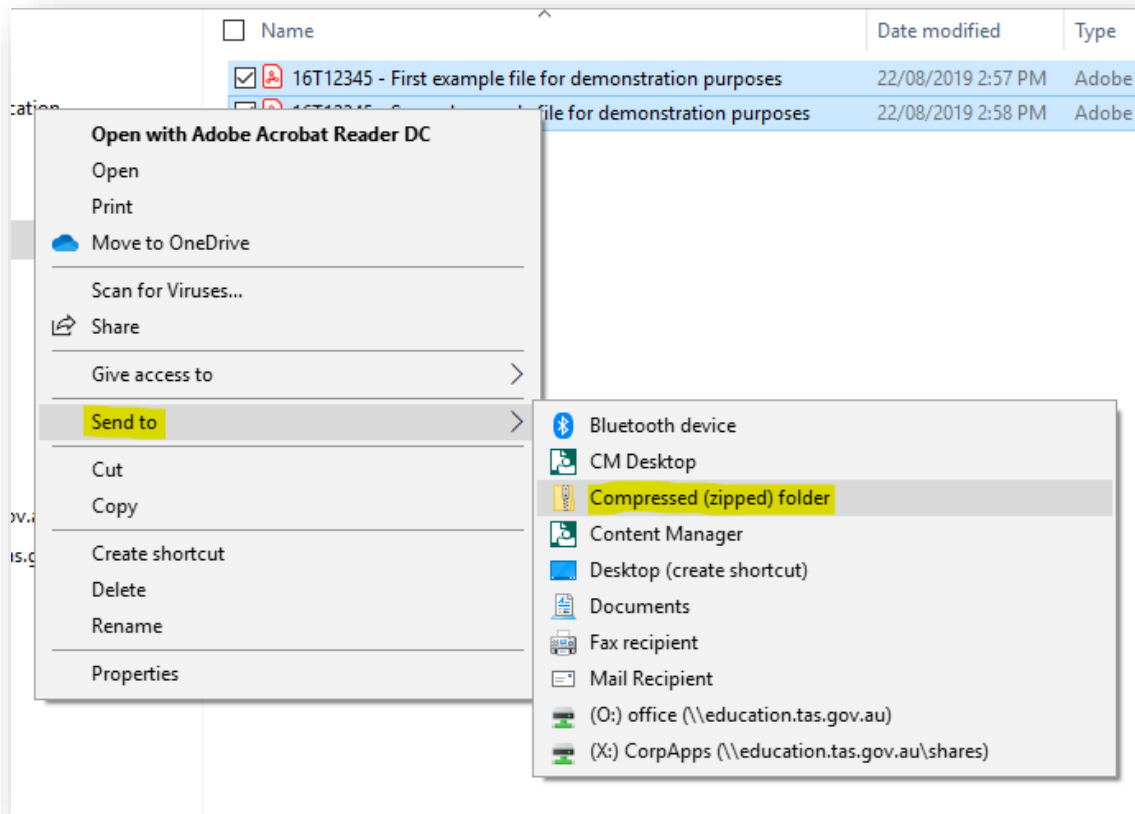 Name Date modified Type
16T12345 - First example file for demonstration purposes 22/08/2019 2:57 PM Adobe
ile for demonstration purposes 22/08/2019 2:58 PM Adobe
Open with Adobe Acrobat Reader DC
Open
Print
Move to OneDrive
Scan for Viruses...
Share
Give access to
Send to
Cut
Copy
Create shortcut
Delete
Rename
Properties
Bluetooth device
CM Desktop
Compressed (zipped) folder
Content Manager
Desktop (create shortcut)
Documents
Fax recipient
Mail Recipient
(O:) office (\\education.tas.gov.au)
(X:) CorpApps (\\education.tas.gov.au\shares)